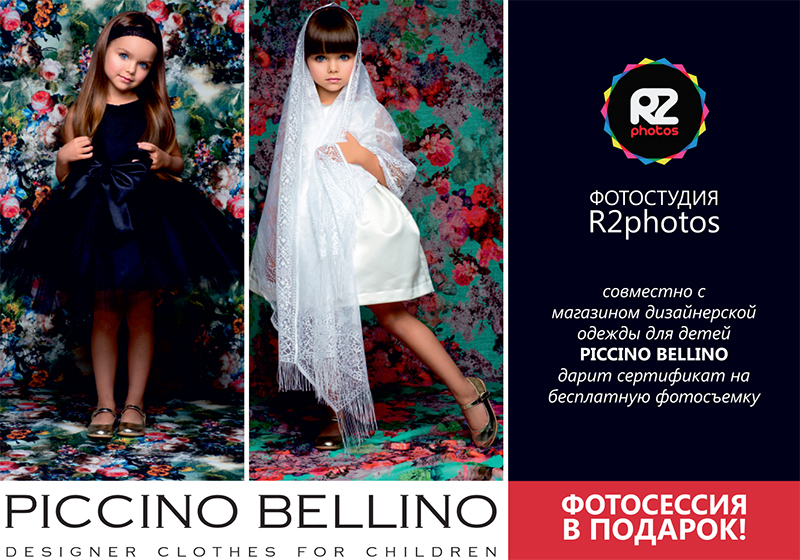 R2
photos
ФОТОСТУДИЯ
R2photos
совместно с
магазином дизайнерской
одежды для детей
PICCINO BELLINO
дарит сертификат на
бесплатную фотосъемку
PICCINO BELLINO
DESIGNER CLOTHES FOR CHILDREN
ФОТОСЕССИЯ
В ПОДАРОК!